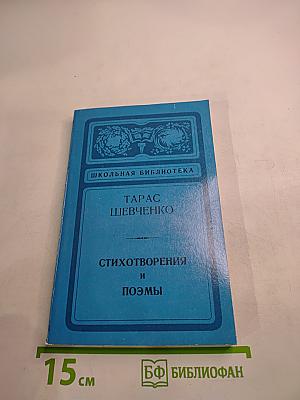 ШКОЛЬНАЯ БИБЛИОТЕКА
ТАРАС
ШЕВЧЕНКО
СТИХОТВОРЕНИЯ
И
ПОЭМЫ
15 см
БФ БИБЛИОФАН